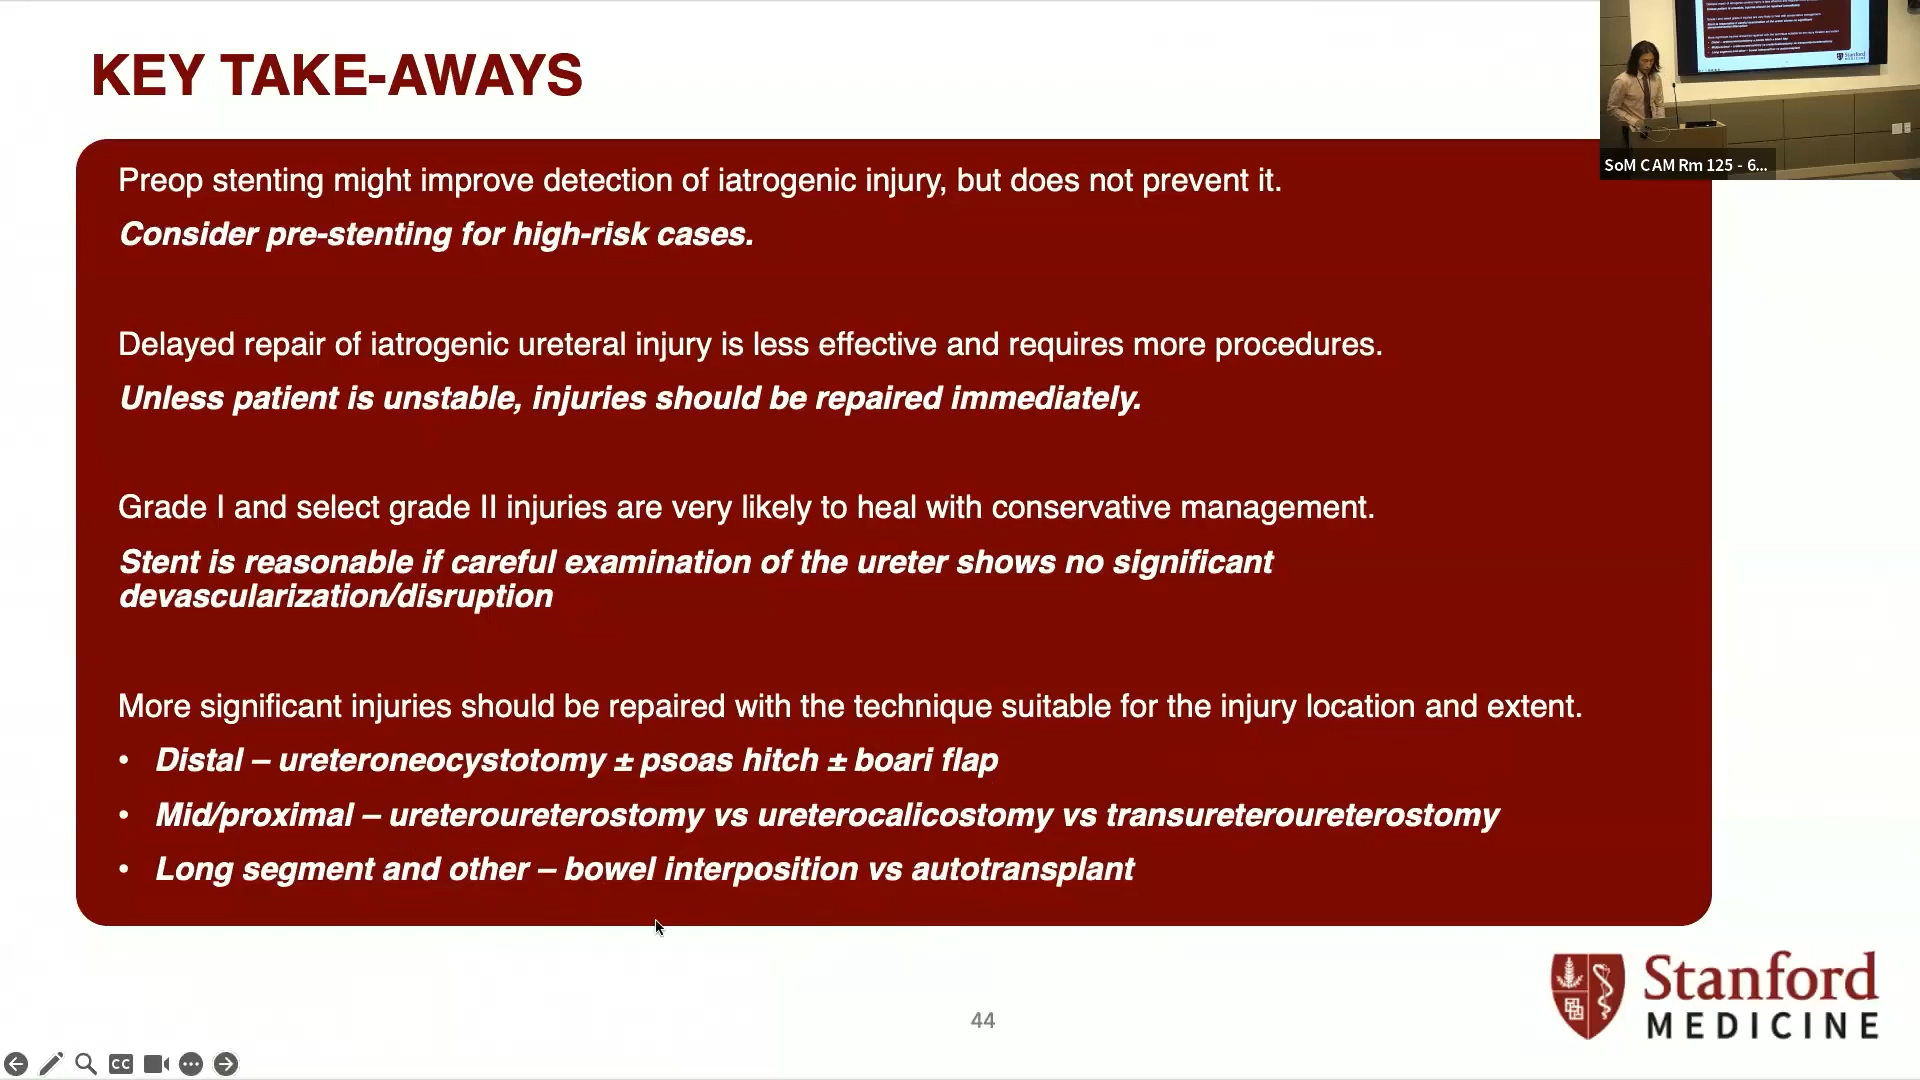 KEY TAKE-AWAYS
Preop stenting might improve detection of iatrogenic injury, but does not prevent it.
Consider pre-stenting for high-risk cases.
Delayed repair of iatrogenic ureteral injury is less effective and requires more procedures.
Unless patient is unstable, injuries should be repaired immediately.
Grade I and select grade II injuries are very likely to heal with conservative management.
Stent is reasonable if careful examination of the ureter shows no significant
devascularization/disruption
More significant injuries should be repaired with the technique suitable for the injury location and extent.
• Distal – ureteroneocystotomy ± psoas hitch ± boari flap
• Mid/proximal – ureteroureterostomy vs ureterocalicostomy vs transureteroureterostomy
• Long segment and other – bowel interposition vs autotransplant
SoM CAM Rm 125 - 6...
Stanford
MEDICINE
44
CC